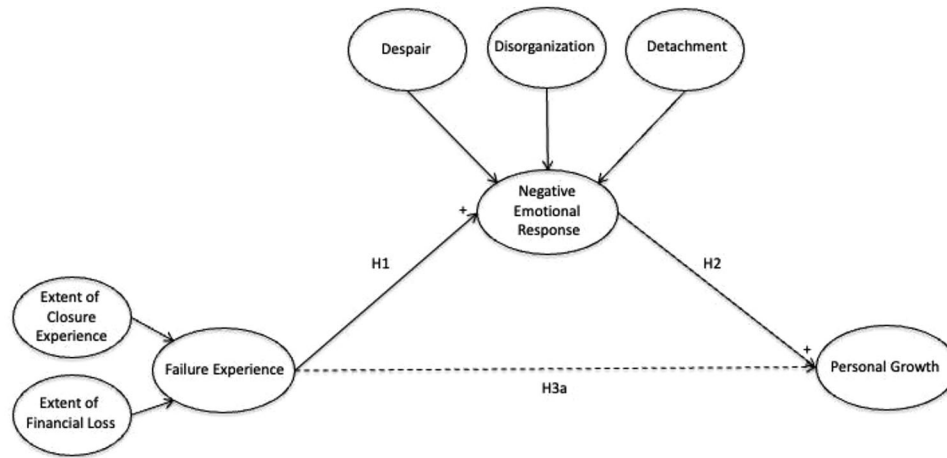 Despair
Disorganization
Detachment
Negative
Emotional
Response
+
H1
H2
Extent of
Closure
Experience
Failure Experience
+
Personal Growth
H3a
Extent of
Financial Loss